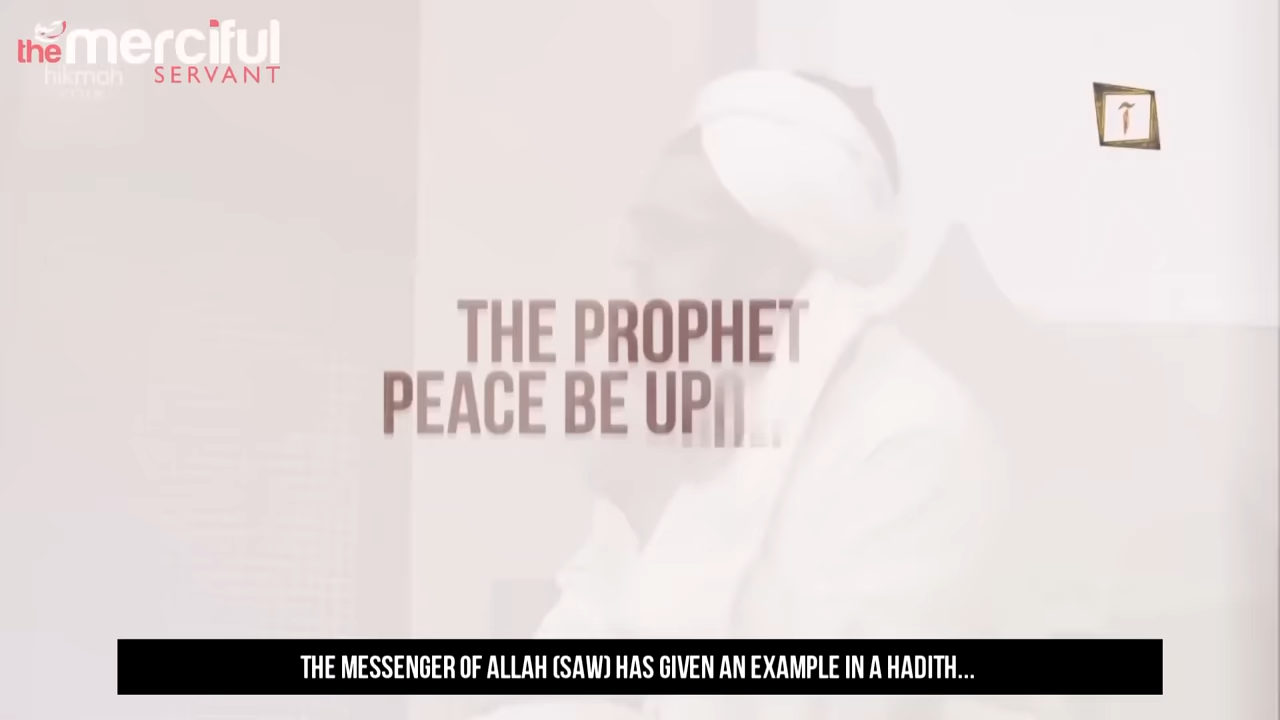 the merciful
SERVANT
hikmah
THE PROPHET
PEACE BE UP
THE MESSENGER OF ALLAH (SAW) HAS GIVEN AN EXAMPLE IN A HADITH...